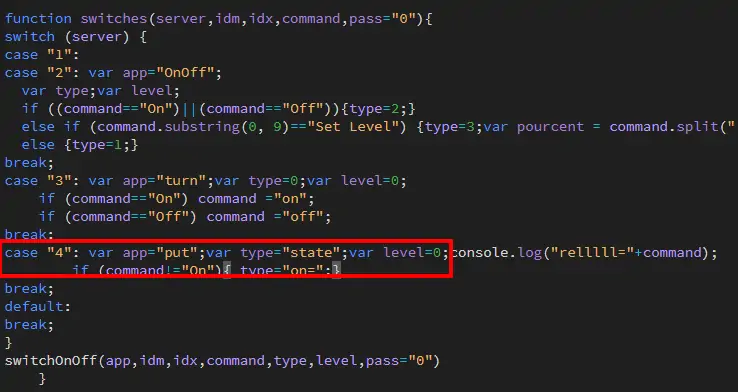 function switches(server,idm,idx,command,pass="0"){
switch (server) {
case "1":
case "2": var app="OnOff";
  var type;var level;
  if ((command=="On")||(command=="Off")){type=2;}
  else if (command.substring(0, 9)=="Set Level") {type=3;var pourcent = command.split("
  else {type=1;}
break;
case "3": var app="turn";var type=0;var level=0;
    if (command=="On") command ="on";
    if (command=="Off") command ="off";
break;
case "4": var app="put";var type="state";var level=0;console.log("relllll="+command);
        if (command!="On"){ type="on=";}
break;
default:
break;
}
switchOnOff(app,idm,idx,command,type,level,pass="0")
    }